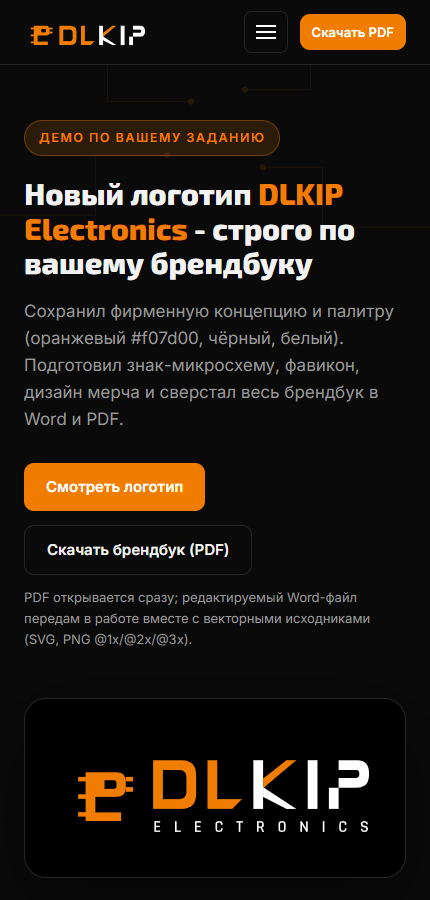 DLKIP
Скачать PDF
ДЕМО ПО ВАШЕМУ ЗАДАНИЮ
Новый логотип DLKIP
Electronics - строго по
вашему брендбуку
Сохранил фирменную концепцию и палитру
(оранжевый #f07d00, чёрный, белый).
Подготовил знак-микросхему, фавикон,
дизайн мерча и сверстал весь брендбук в
Word и PDF.
Смотреть логотип
Скачать брендбук (PDF)
PDF открывается сразу; редактируемый Word-файл
передам в работе вместе с векторными исходниками
(SVG, PNG @1x/@2x/@3x).
DLKIP
ELECTRONICS